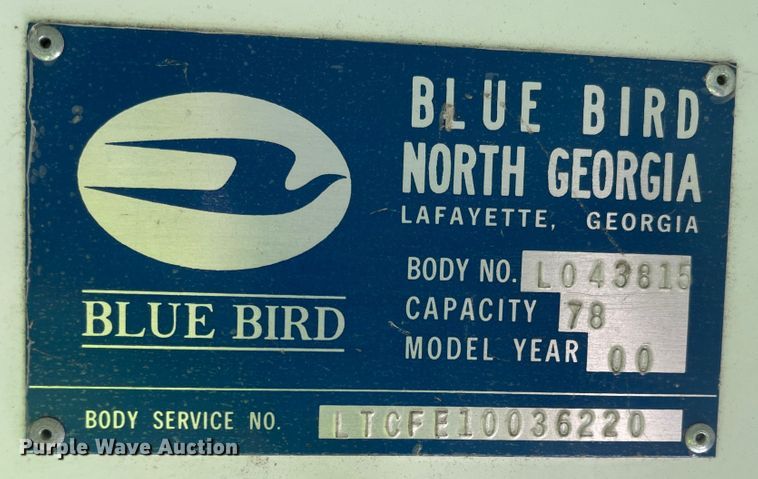 BLUE BIRD
NORTH GEORGIA
LAFAYETTE, GEORGIA
BODY NO. L043815
CAPACITY 78
MODEL YEAR 00
BLUE BIRD
BODY SERVICE NO. LTCFE10036220
Purple Wave Auction